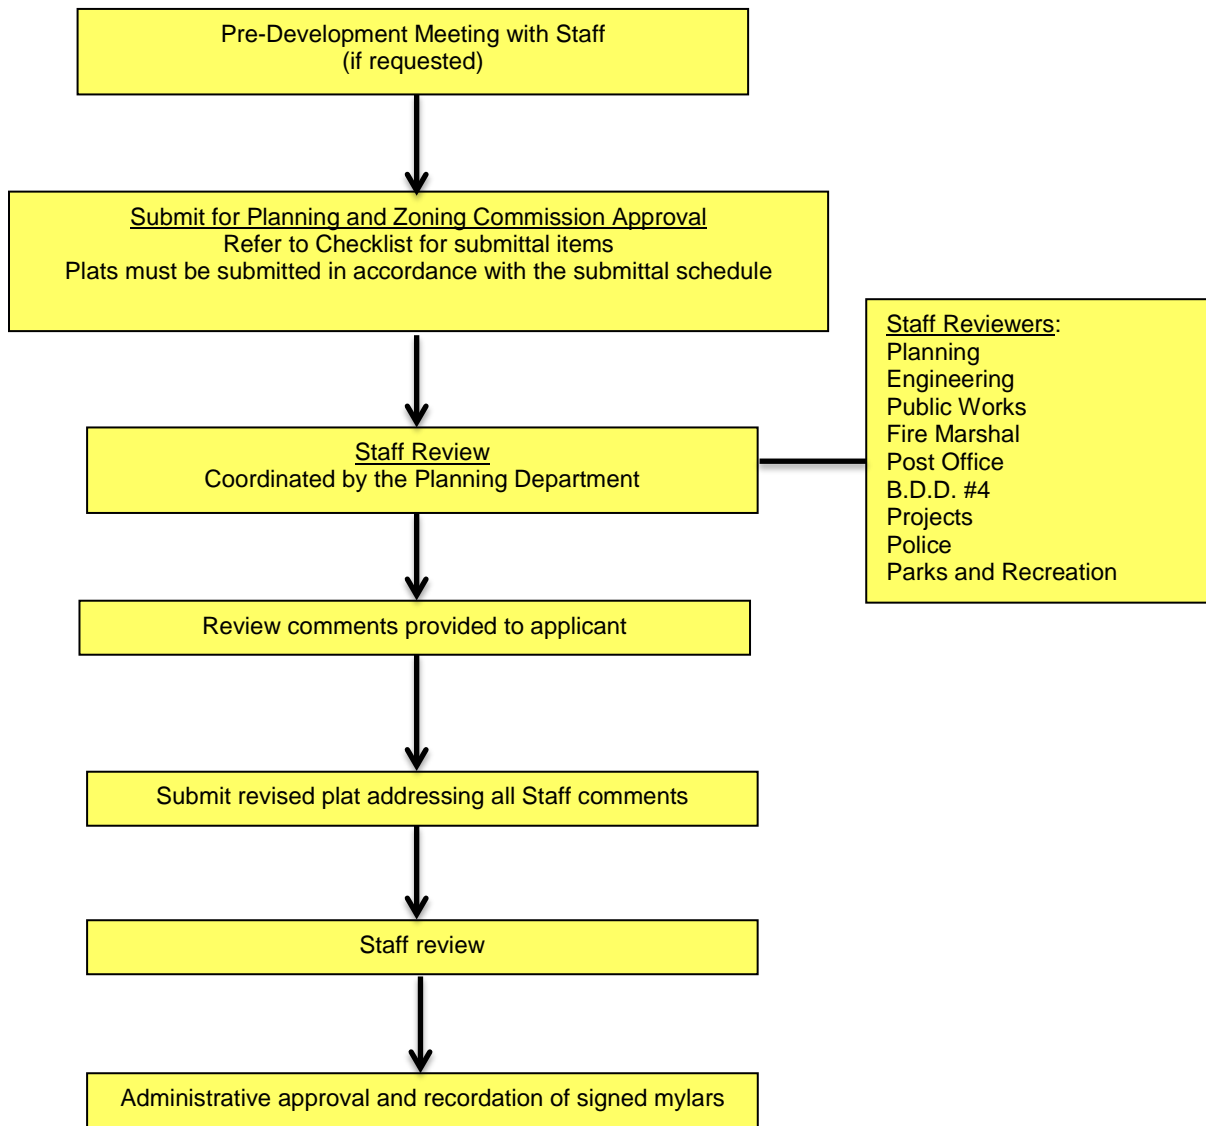 Pre-Development Meeting with Staff
(if requested)
Submit for Planning and Zoning Commission Approval
Refer to Checklist for submittal items
Plats must be submitted in accordance with the submittal schedule
Staff Review
Coordinated by the Planning Department
Staff Reviewers:
Planning
Engineering
Public Works
Fire Marshal
Post Office
B.D.D. #4
Projects
Police
Parks and Recreation
Review comments provided to applicant
Submit revised plat addressing all Staff comments
Staff review
Administrative approval and recordation of signed mylars